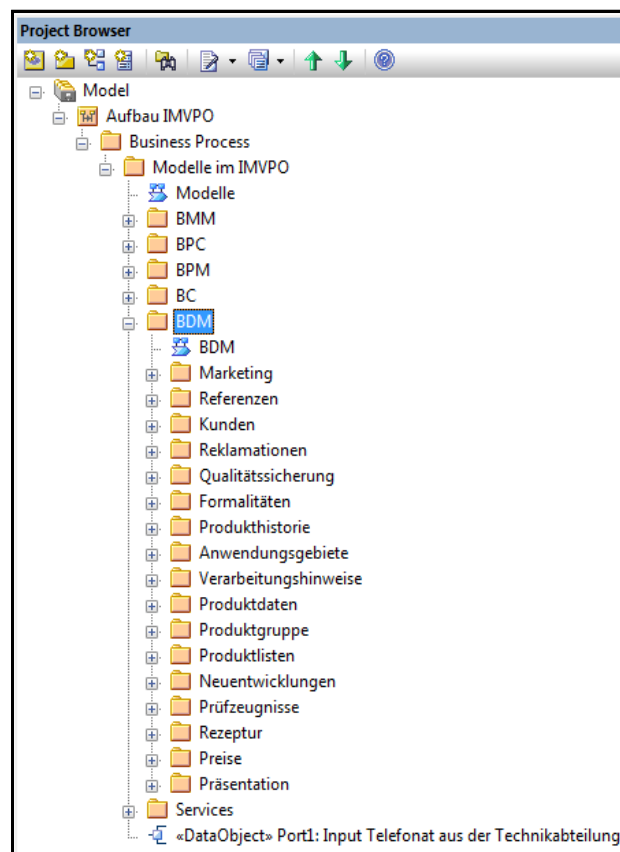 Project Browser
Model
Aufbau IMVPO
Business Process
Modelle im IMVPO
Modelle
BMM
BPC
BPM
BC
BDM
BDM
Marketing
Referenzen
Kunden
Reklamationen
Qualitätssicherung
Formalitäten
Produkthistorie
Anwendungsgebiete
Verarbeitungshinweise
Produktdaten
Produktgruppe
Produktlisten
Neuentwicklungen
Prüfzeugnisse
Rezeptur
Preise
Präsentation
Services
«DataObject» Port1: Input Telefonat aus der Technikabteilung